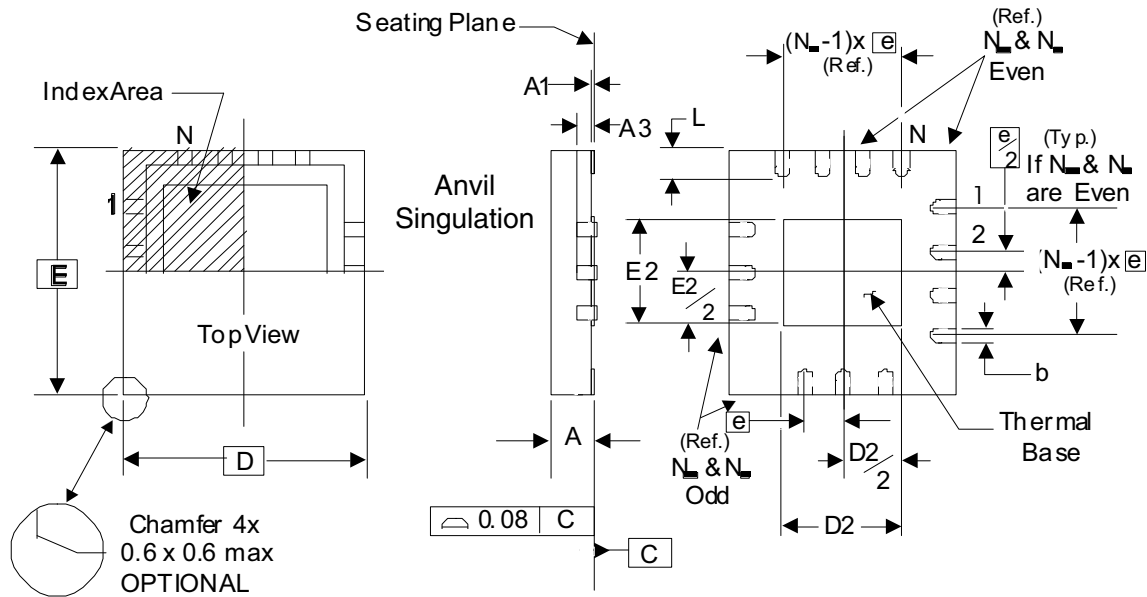 Seating Plane
IndexArea
N
1
E
TopView
D
Chamfer 4x
0.6 x 0.6 max
OPTIONAL
A1
A3
L
Anvil
Singulation
A
0.08 C
C
(N -1)x e
(Ref.)
(Ref.)
N & N
Even
N
e/2
(Typ.)
If N & N
are Even
1
2
(N -1)x e
(Ref.)
b
Thermal
Base
E2
E2/2
(Ref.)
N & N
Odd
e
D2/2
D2